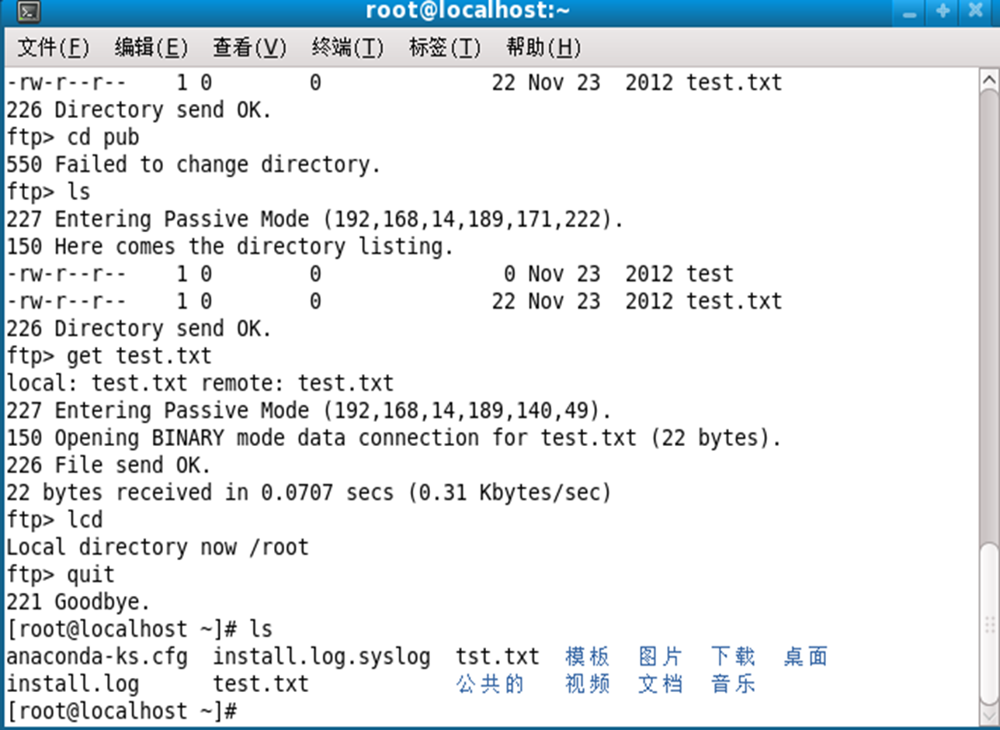 root@localhost:~
文件(F) 编辑(E) 查看(V) 终端(T) 标签(T) 帮助(H)
-rw-r--r--    1 0        0              22 Nov 23  2012 test.txt
226 Directory send OK.
ftp> cd pub
550 Failed to change directory.
ftp> ls
227 Entering Passive Mode (192,168,14,189,171,222).
150 Here comes the directory listing.
-rw-r--r--    1 0        0               0 Nov 23  2012 test
-rw-r--r--    1 0        0              22 Nov 23  2012 test.txt
226 Directory send OK.
ftp> get test.txt
local: test.txt remote: test.txt
227 Entering Passive Mode (192,168,14,189,140,49).
150 Opening BINARY mode data connection for test.txt (22 bytes).
226 File send OK.
22 bytes received in 0.0707 secs (0.31 Kbytes/sec)
ftp> lcd
Local directory now /root
ftp> quit
221 Goodbye.
[root@localhost ~]# ls
anaconda-ks.cfg  install.log.syslog  tst.txt  模板  图片  下载  桌面
install.log      test.txt            公共的  视频  文档  音乐
[root@localhost ~]#